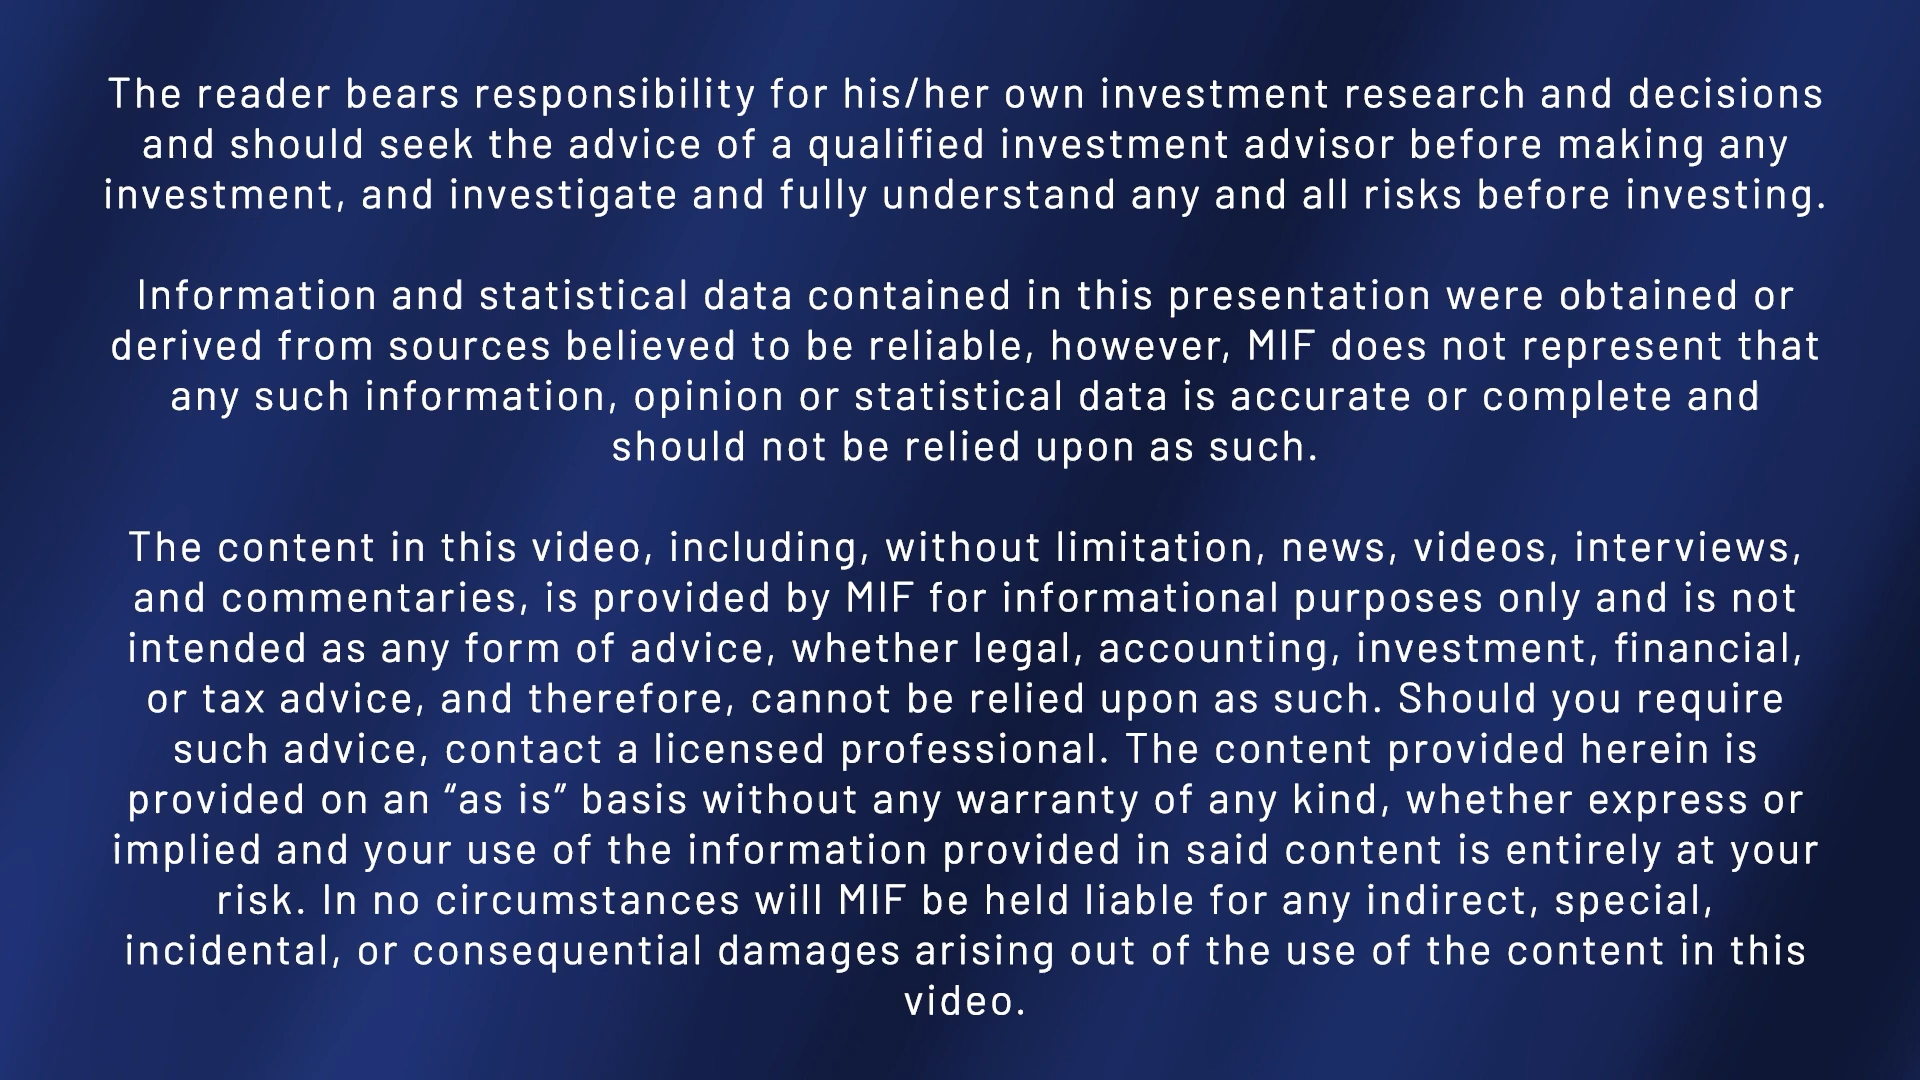 The reader bears responsibility for his/her own investment research and decisions
and should seek the advice of a qualified investment advisor before making any
investment, and investigate and fully understand any and all risks before investing.
Information and statistical data contained in this presentation were obtained or
derived from sources believed to be reliable, however, MIF does not represent that
any such information, opinion or statistical data is accurate or complete and
should not be relied upon as such.
The content in this video, including, without limitation, news, videos, interviews,
and commentaries, is provided by MIF for informational purposes only and is not
intended as any form of advice, whether legal, accounting, investment, financial,
or tax advice, and therefore, cannot be relied upon as such. Should you require
such advice, contact a licensed professional. The content provided herein is
provided on an “as is” basis without any warranty of any kind, whether express or
implied and your use of the information provided in said content is entirely at your
risk. In no circumstances will MIF be held liable for any indirect, special,
incidental, or consequential damages arising out of the use of the content in this
video.